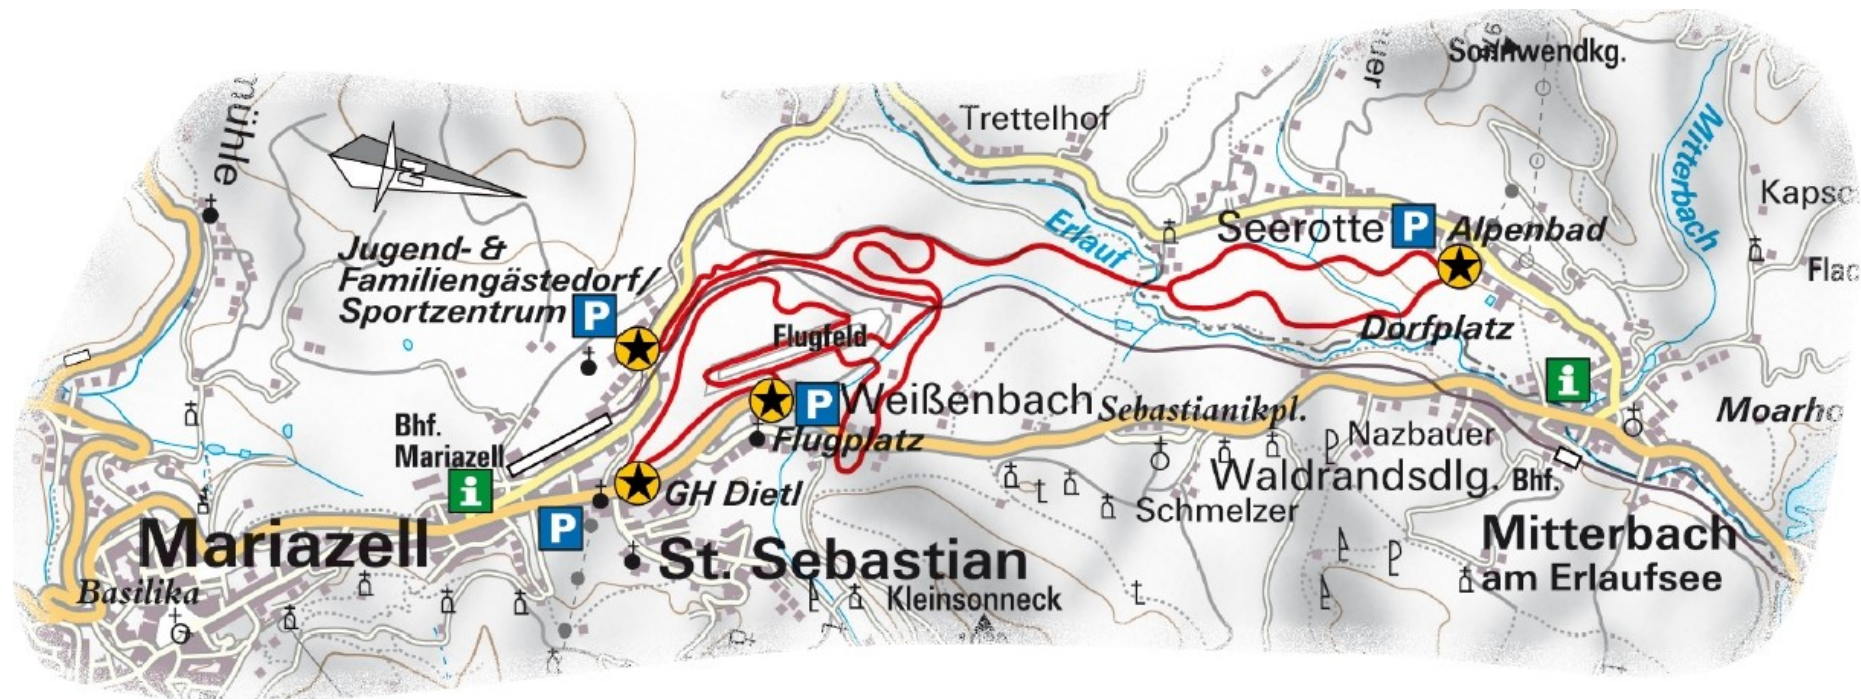 Sonnwendkg.
mühle
Trettelhof
Mitterbach
Kapsc
Jugend- &
Familiengästedorf/
Sportzentrum
P
N
Erlauf
Seerotte
P
Alpenbad
Flac
Flugfeld
Dorfplatz
i
Moarho
Bhf.
Mariazell
i
P
Weißenbach
Sebastianikpl.
Flugplatz
Nazbauer
Waldrandsdlg.
Bhf.
GH Dietl
P
Schmelzer
Mariazell
St. Sebastian
Mitterbach
am Erlaufsee
Basilika
Kleinsonneck